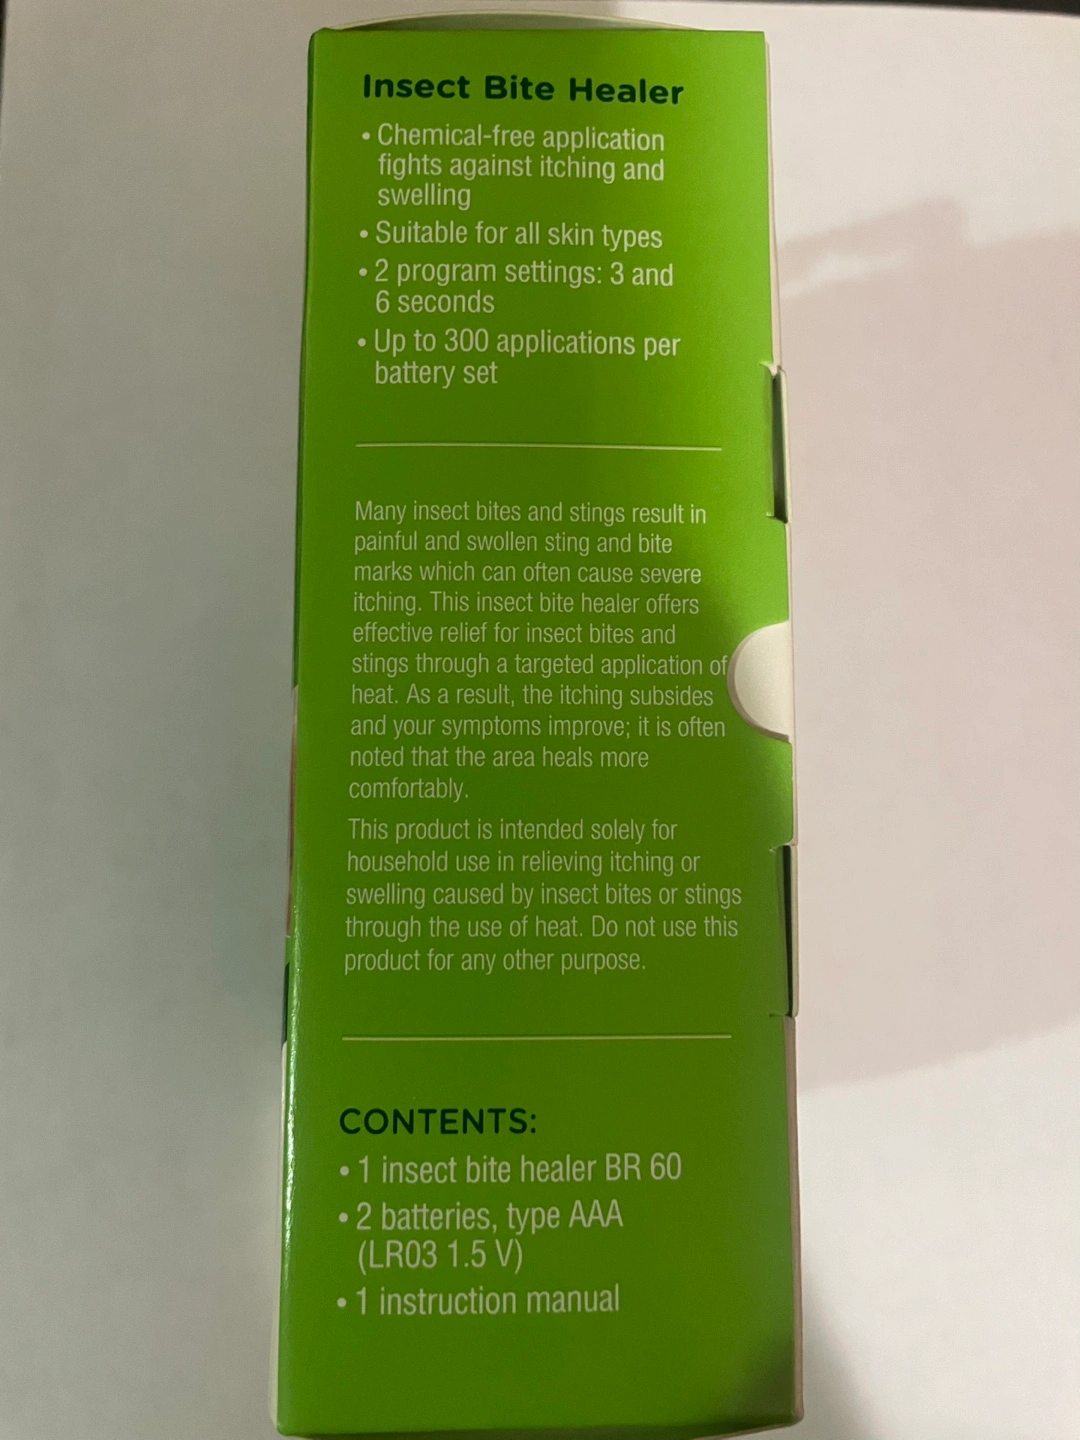 Insect Bite Healer
• Chemical-free application
fights against itching and
swelling
• Suitable for all skin types
• 2 program settings: 3 and
6 seconds
• Up to 300 applications per
battery set
Many insect bites and stings result in
painful and swollen sting and bite
marks which can often cause severe
itching. This insect bite healer offers
effective relief for insect bites and
stings through a targeted application of
heat. As a result, the itching subsides
and your symptoms improve; it is often
noted that the area heals more
comfortably.
This product is intended solely for
household use in relieving itching or
swelling caused by insect bites or stings
through the use of heat. Do not use this
product for any other purpose.
CONTENTS:
• 1 insect bite healer BR 60
• 2 batteries, type AAA
(LR03 1.5 V)
• 1 instruction manual